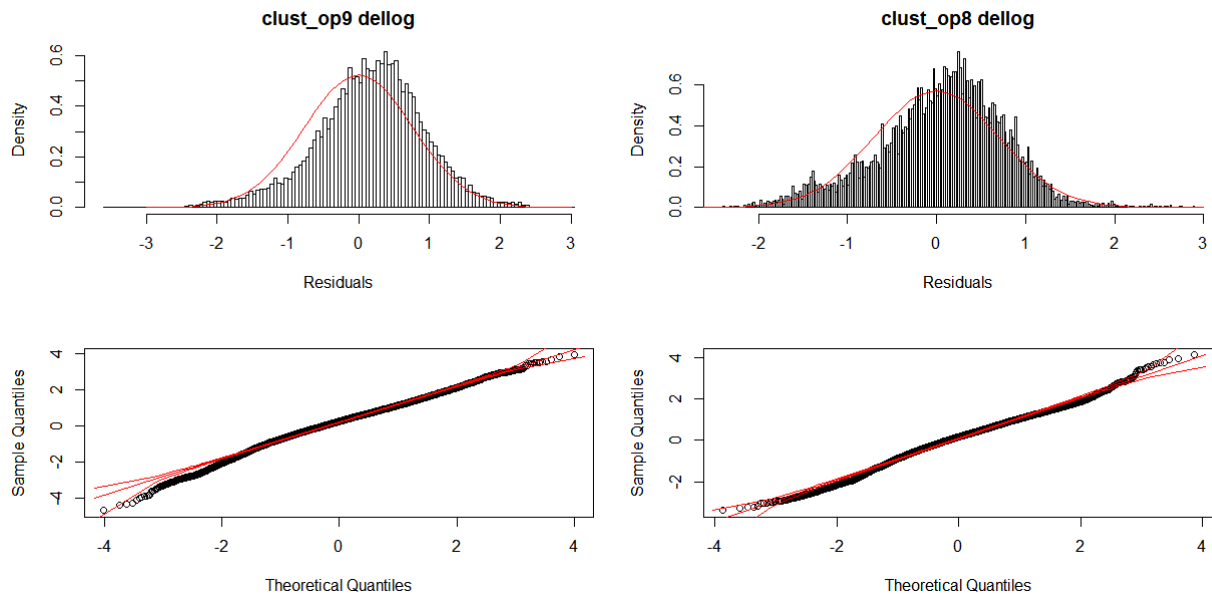 clust_op9 dellog
Density
0.0 0.2 0.4 0.6
-3 -2 -1 0 1 2 3
Residuals
clust_op8 dellog
Density
0.0 0.2 0.4 0.6
-2 -1 0 1 2 3
Residuals
Sample Quantiles
-4 -2 0 2 4
-4 -2 0 2 4
Theoretical Quantiles
Sample Quantiles
-2 0 2 4
-4 -2 0 2 4
Theoretical Quantiles